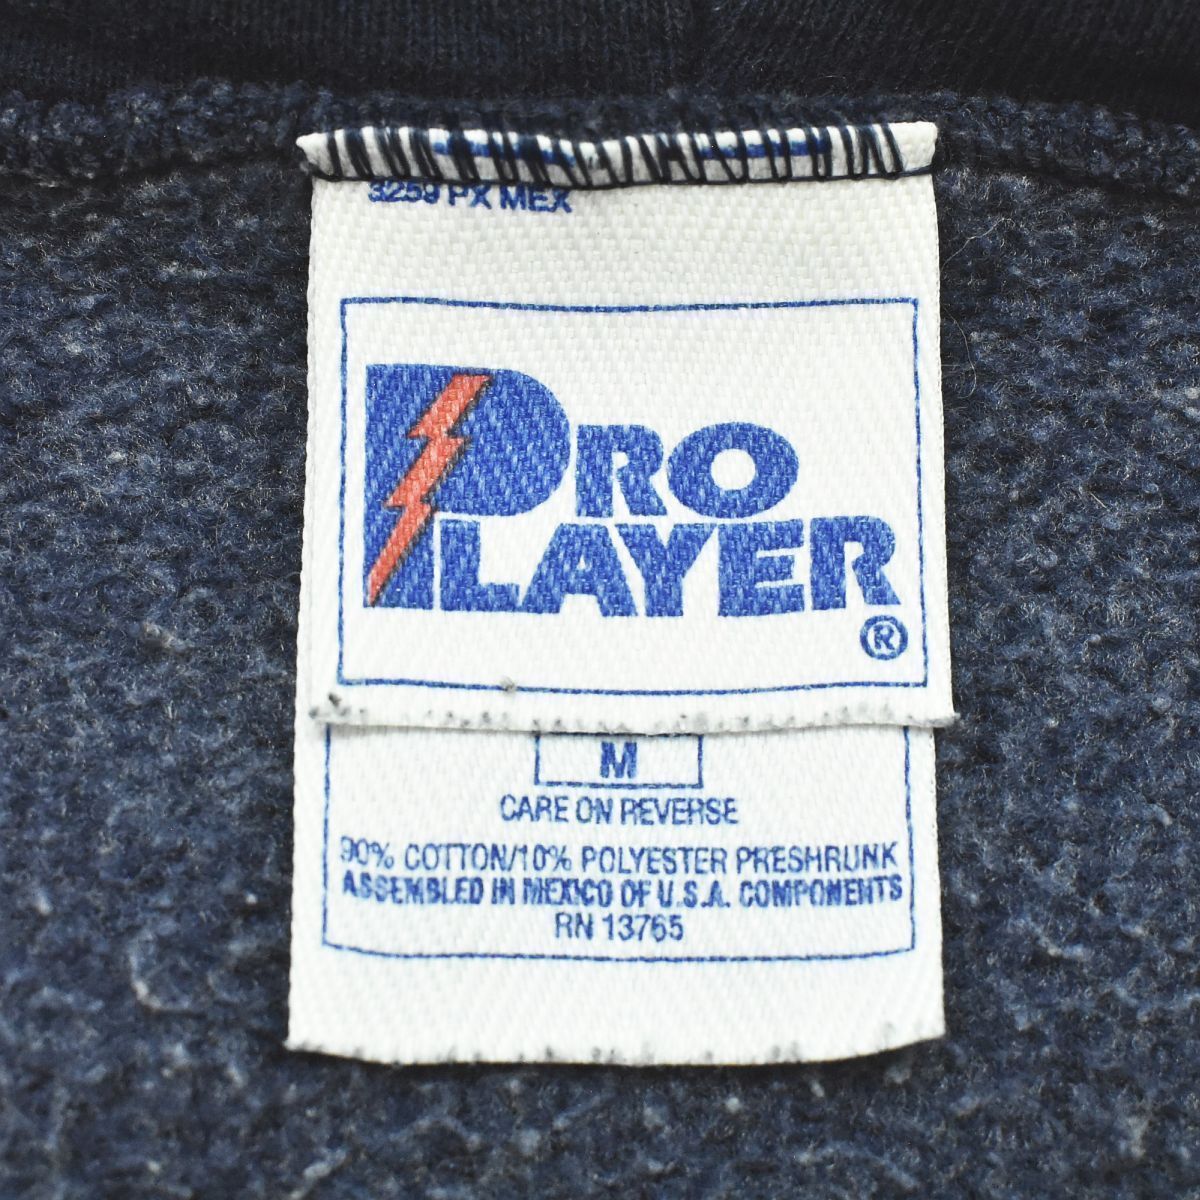 3259 PX MEX
PRO
PLAYER
®
M
CARE ON REVERSE
90% COTTON/10% POLYESTER PRESHRUNK
ASSEMBLED IN MEXICO OF U.S.A. COMPONENTS
RN 13765